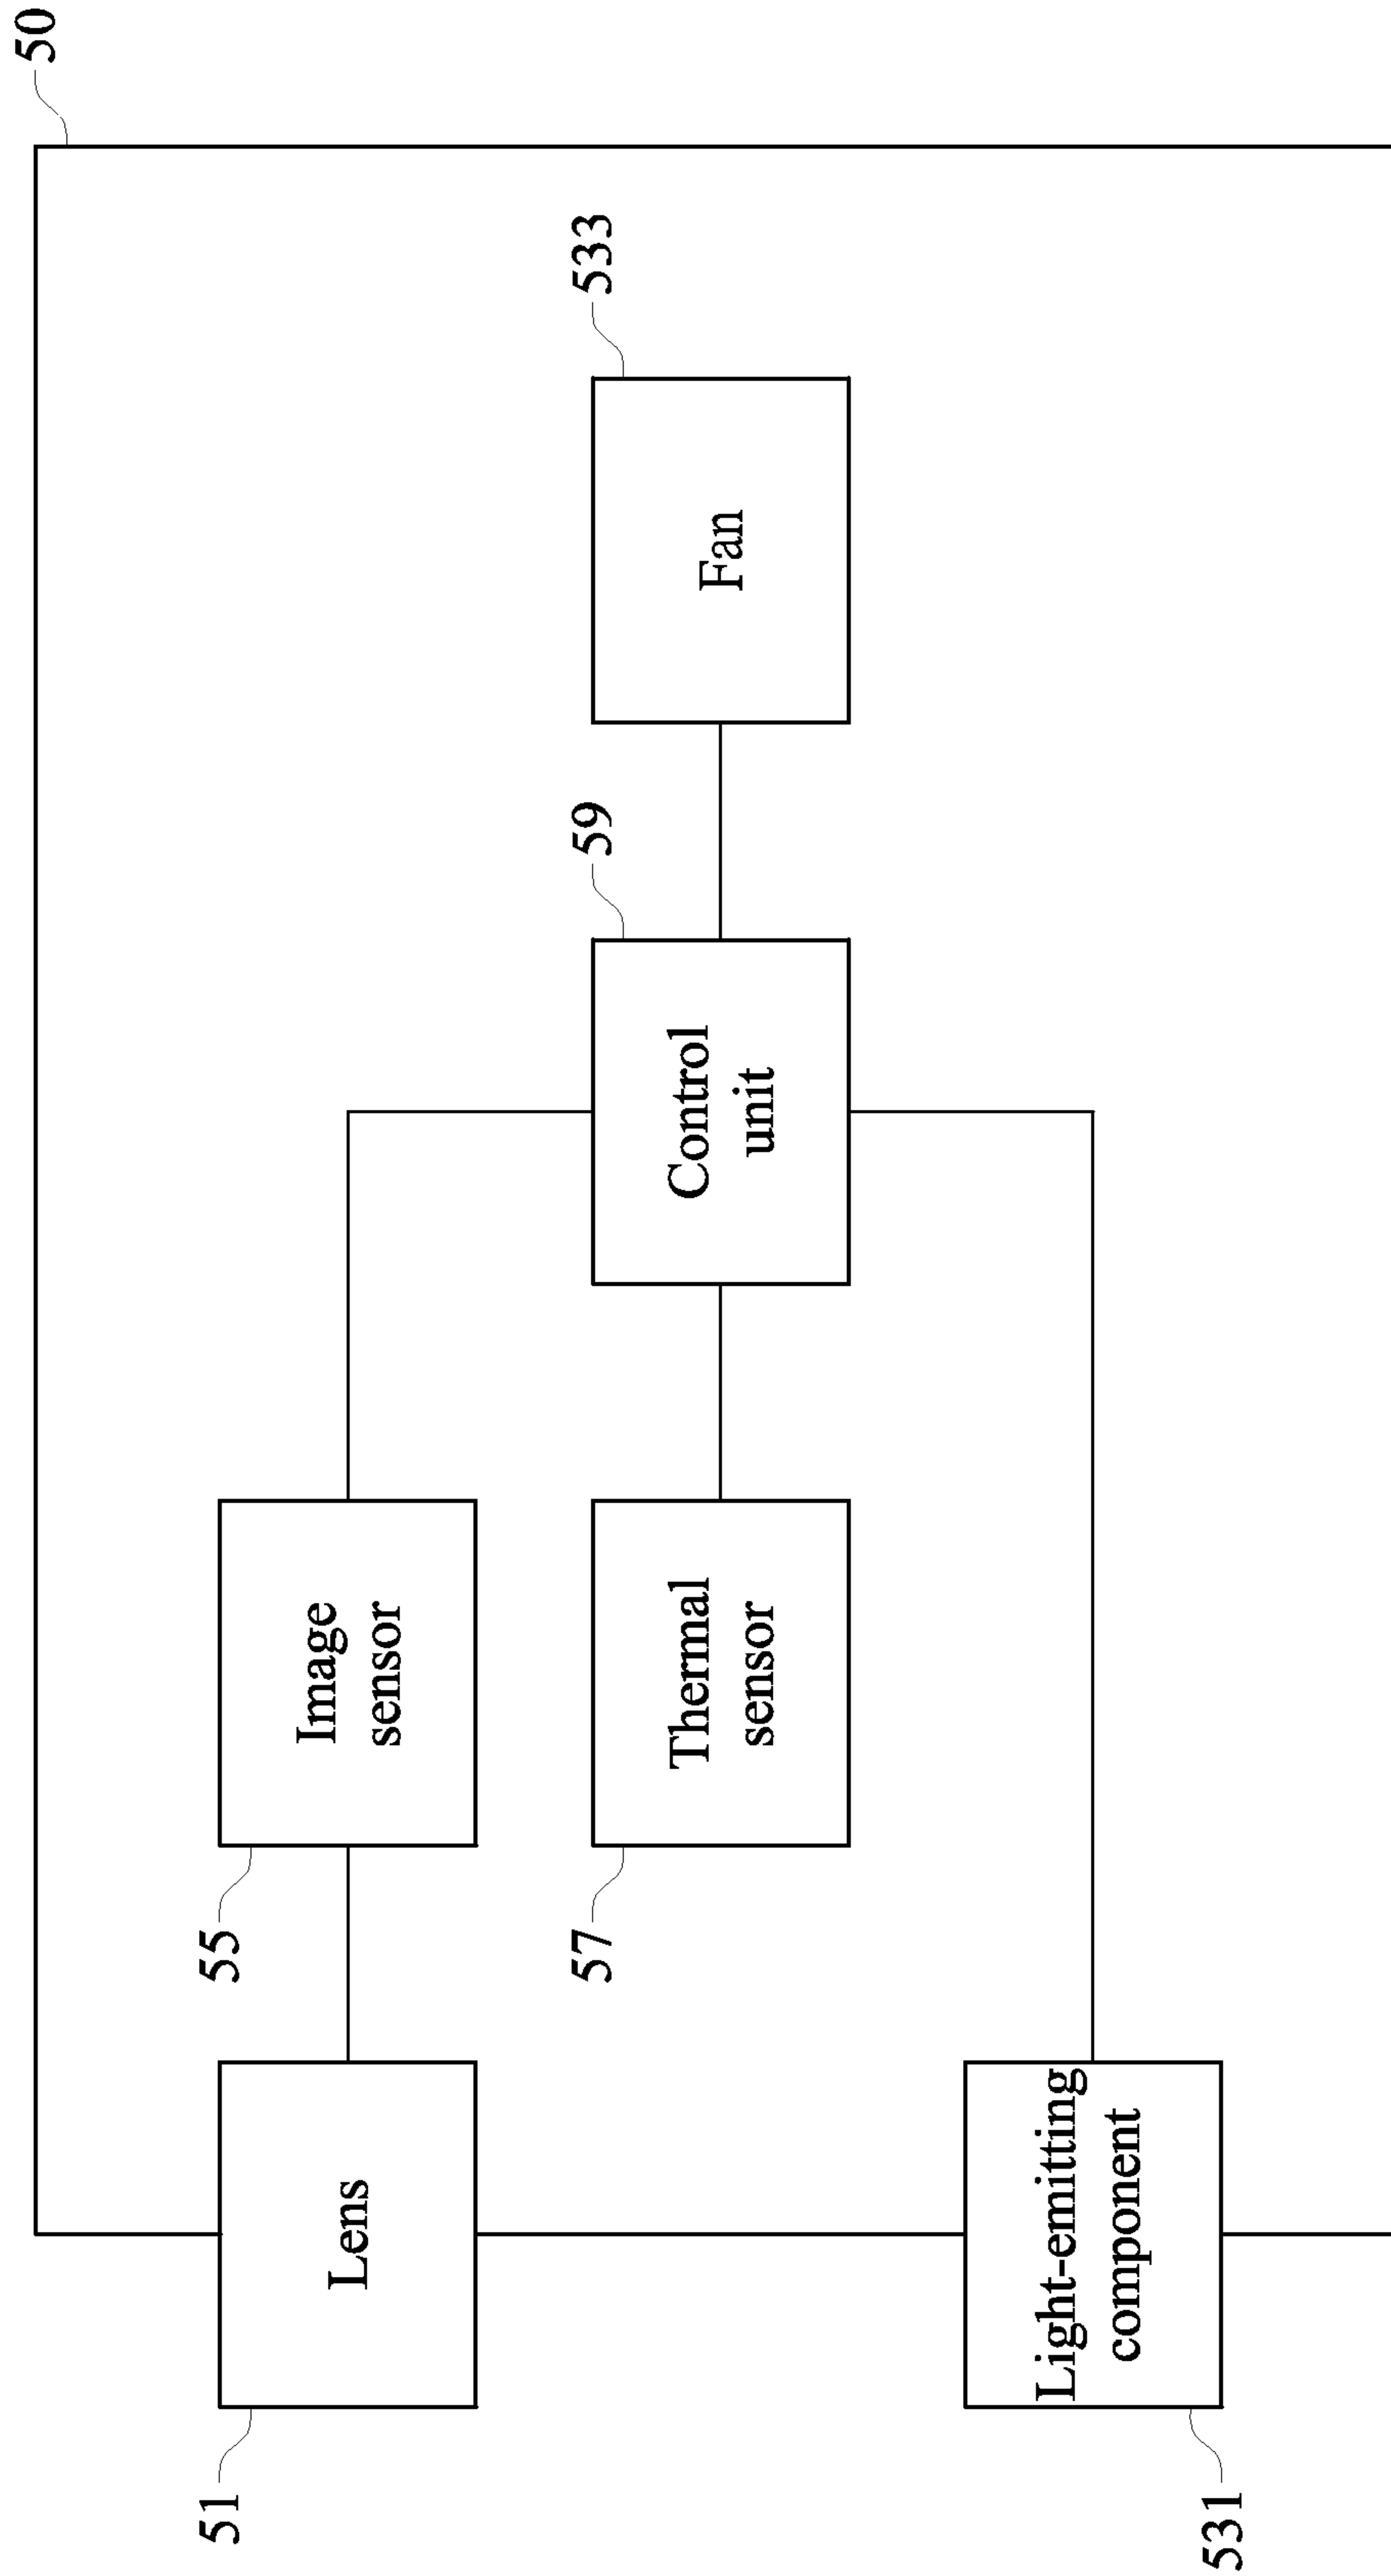 50
51
Lens
55
Image
sensor
57
Thermal
sensor
59
Control
unit
533
Fan
531
Light-emitting
component